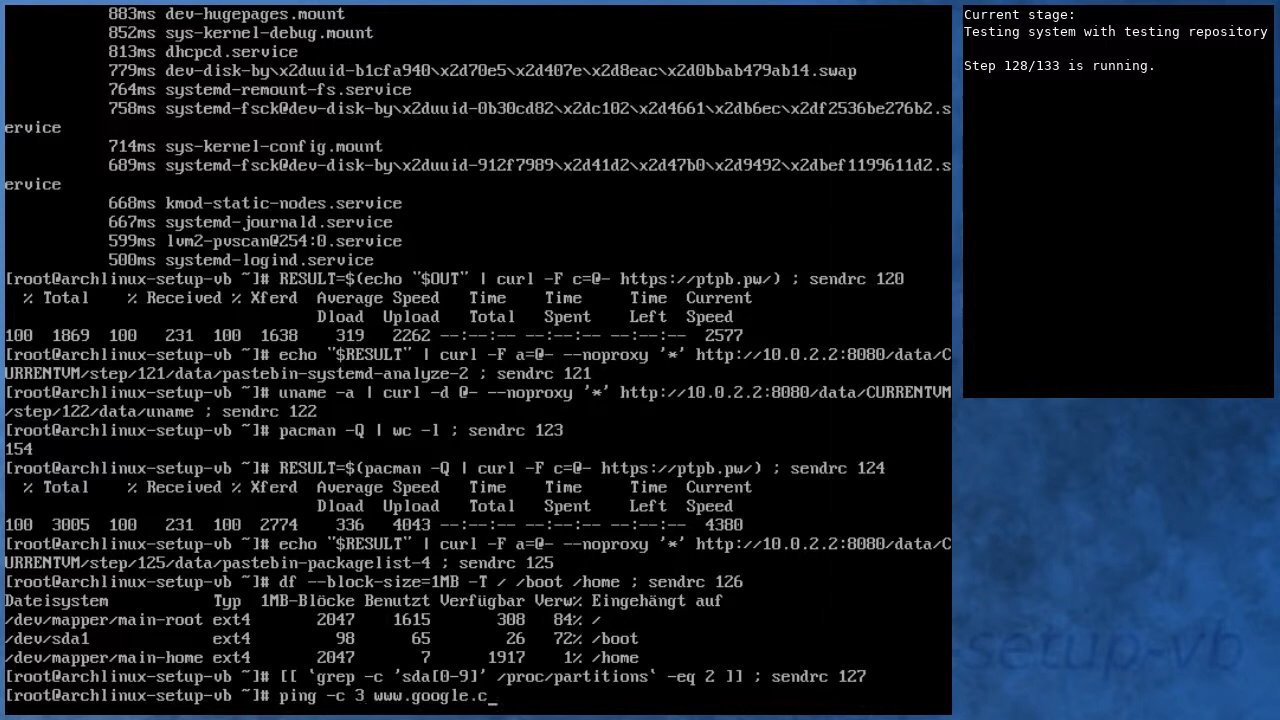 883ms dev-hugepages.mount
852ms sys-kernel-debug.mount
813ms dhcpcd.service
779ms dev-disk-by\x2duuid-b1cfa940\x2d70e5\x2d407e\x2d8eac\x2d0bbab479ab14.swap
764ms systemd-remount-fs.service
758ms systemd-fsck@dev-disk-by\x2duuid-0b30cd82\x2dc102\x2d4661\x2db6ec\x2df2536be276b2.s
ervice
714ms sys-kernel-config.mount
689ms systemd-fsck@dev-disk-by\x2duuid-912f7989\x2d41d2\x2d47b0\x2d9492\x2dbef1199611d2.s
ervice
668ms kmod-static-nodes.service
667ms systemd-journald.service
599ms lvm2-pvscan@254:0.service
500ms systemd-logind.service
[root@archlinux-setup-vb ~]# RESULT=$(echo "$OUT" | curl -F c=@- https://ptpb.pw/) ; sendrc 120
% Total    % Received % Xferd  Average Speed   Time    Time     Time  Current
Dload  Upload   Total   Spent    Left  Speed
100  1869  100   231  100  1638    319   2262 --:--:-- --:--:-- --:--:--  2577
[root@archlinux-setup-vb ~]# echo "$RESULT" | curl -F a=@- --noproxy '*' http://10.0.2.2:8080/data/C
URRENTVM/step/121/data/pastebin-systemd-analyze-2 ; sendrc 121
[root@archlinux-setup-vb ~]# uname -a | curl -d @- --noproxy '*' http://10.0.2.2:8080/data/CURRENTVM
/step/122/data/uname ; sendrc 122
[root@archlinux-setup-vb ~]# pacman -Q | wc -l ; sendrc 123
154
[root@archlinux-setup-vb ~]# RESULT=$(pacman -Q | curl -F c=@- https://ptpb.pw/) ; sendrc 124
% Total    % Received % Xferd  Average Speed   Time    Time     Time  Current
Dload  Upload   Total   Spent    Left  Speed
100  3005  100   231  100  2774    336   4043 --:--:-- --:--:-- --:--:--  4380
[root@archlinux-setup-vb ~]# echo "$RESULT" | curl -F a=@- --noproxy '*' http://10.0.2.2:8080/data/C
URRENTVM/step/125/data/pastebin-packagelist-4 ; sendrc 125
[root@archlinux-setup-vb ~]# df --block-size=1MB -T / /boot /home ; sendrc 126
Dateisystem           Typ  1MB-Blöcke Benutzt Verfügbar Verw% Eingehängt auf
/dev/mapper/main-root ext4       2047    1615       308   84% /
/dev/sda1             ext4         98      65        26   72% /boot
/dev/mapper/main-home ext4       2047       7      1917    1% /home
[root@archlinux-setup-vb ~]# [[ `grep -c 'sda[0-9]' /proc/partitions` -eq 2 ]] ; sendrc 127
[root@archlinux-setup-vb ~]# ping -c 3 www.google.c_
Current stage:
Testing system with testing repository
Step 128/133 is running.
-setup-vb